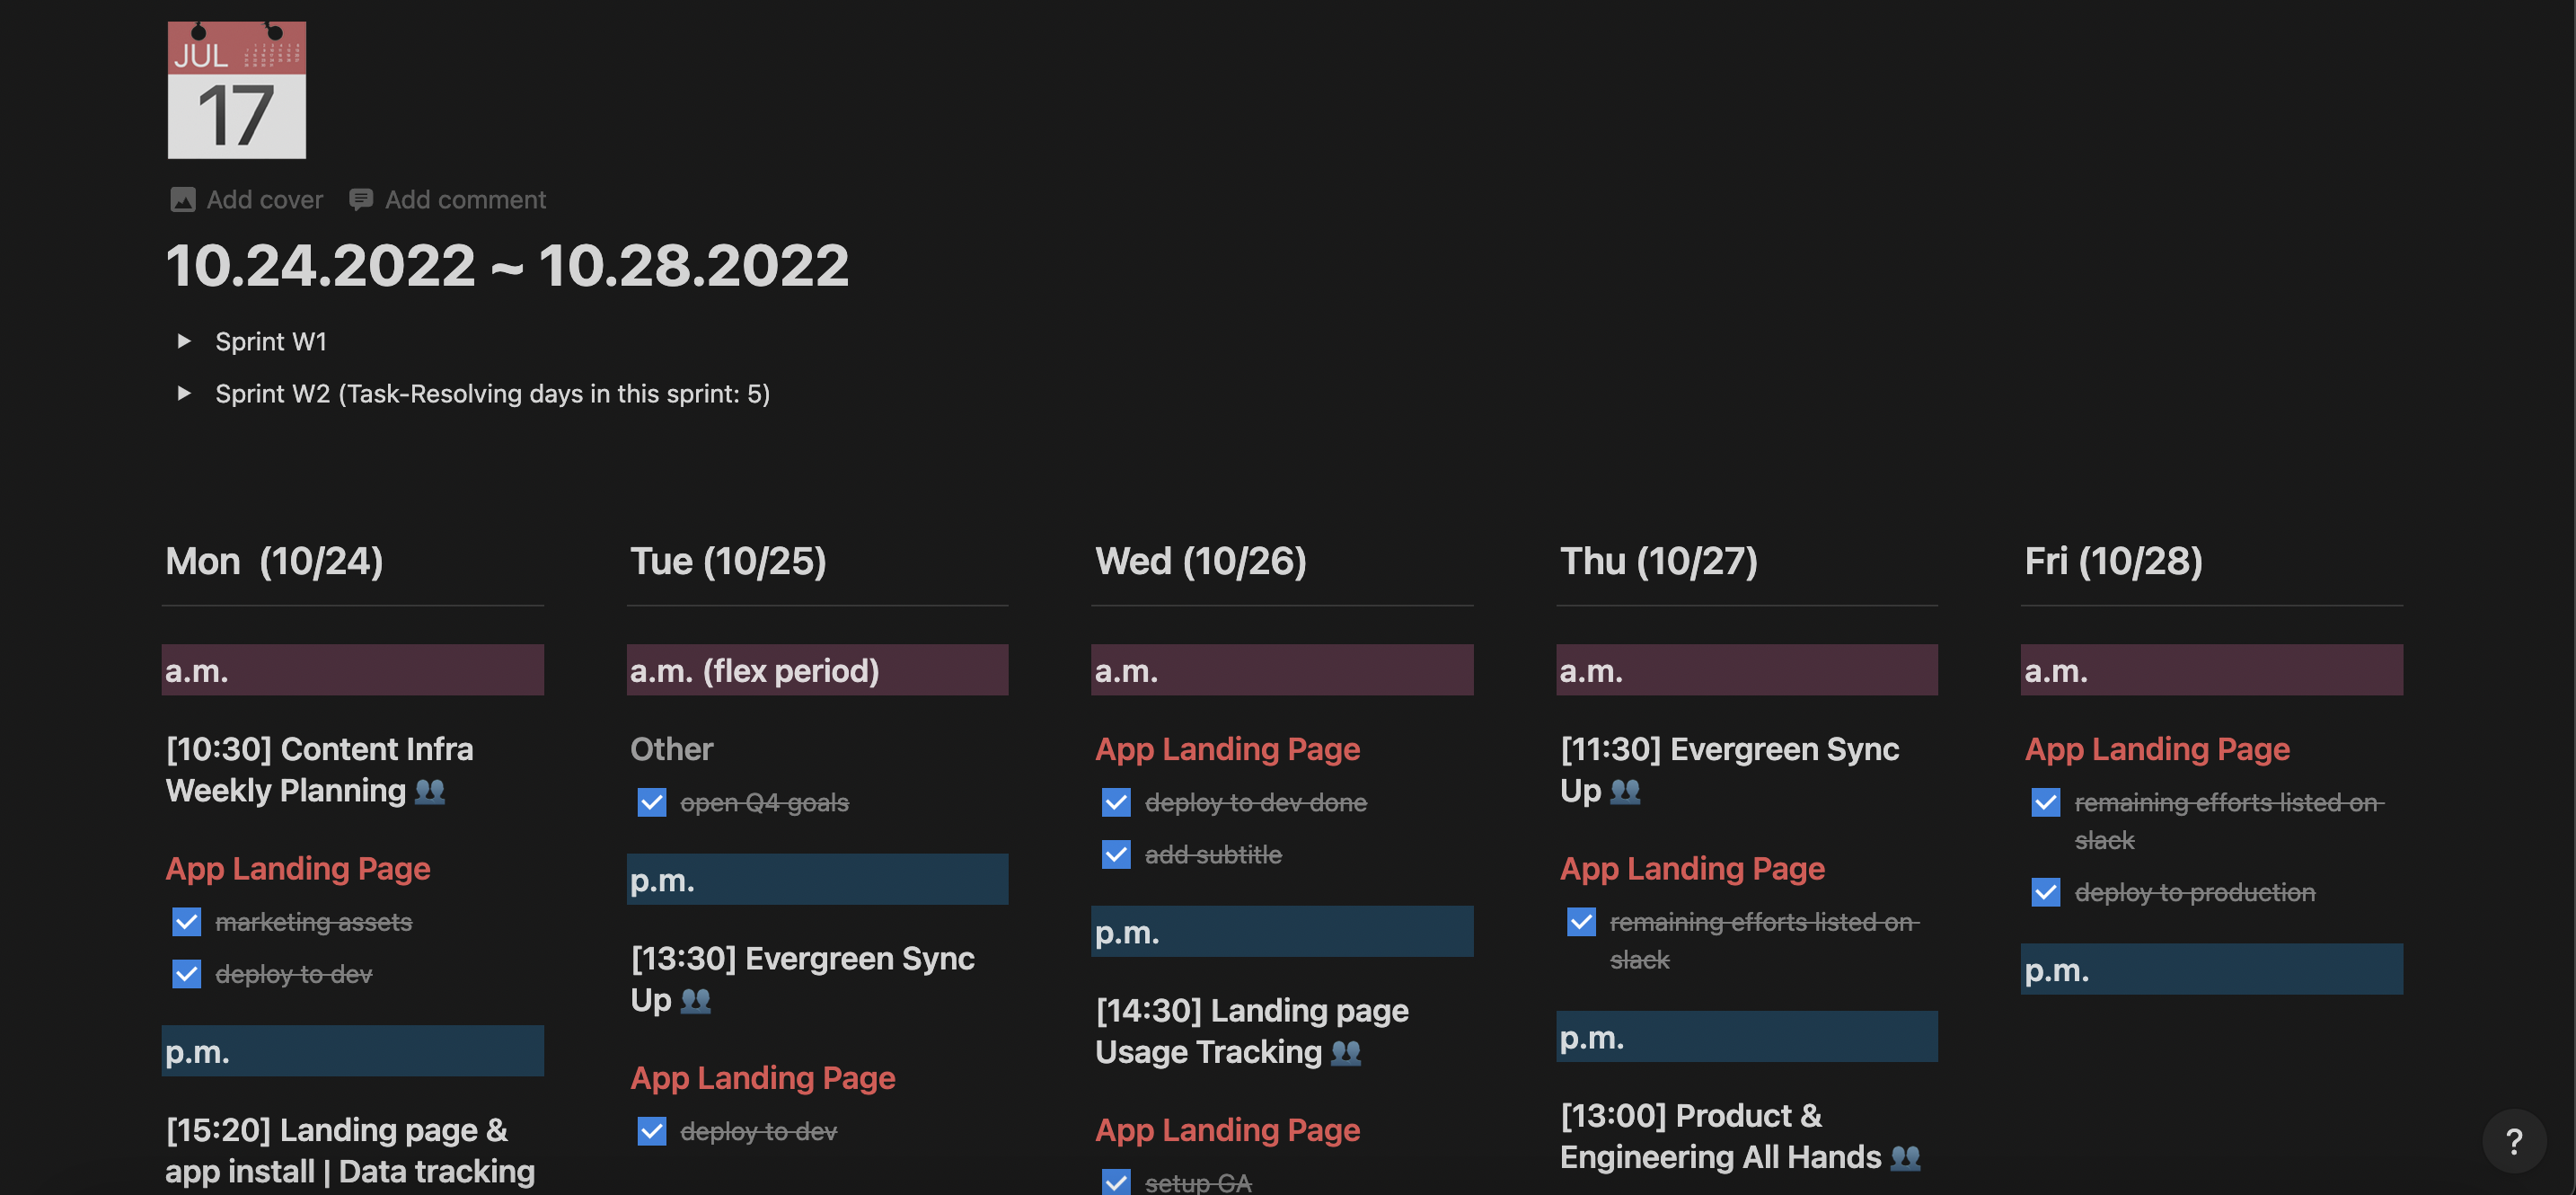 JUL
17
Add cover Add comment
10.24.2022 ~ 10.28.2022
Sprint W1
Sprint W2 (Task-Resolving days in this sprint: 5)
Mon (10/24)
a.m.
[10:30] Content Infra
Weekly Planning
App Landing Page
marketing assets
deploy to dev
p.m.
[15:20] Landing page &
app install | Data tracking
Tue (10/25)
a.m. (flex period)
Other
open Q4 goals
p.m.
[13:30] Evergreen Sync
Up
App Landing Page
deploy to dev
Wed (10/26)
a.m.
App Landing Page
deploy to dev done
add subtitle
p.m.
[14:30] Landing page
Usage Tracking
App Landing Page
setup GA
Thu (10/27)
a.m.
[11:30] Evergreen Sync
Up
App Landing Page
remaining efforts listed on
slack
p.m.
[13:00] Product &
Engineering All Hands
Fri (10/28)
a.m.
App Landing Page
remaining efforts listed on
slack
deploy to production
p.m.
?